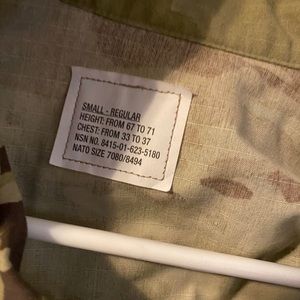 SMALL - REGULAR
HEIGHT: FROM 67 TO 71
CHEST: FROM 33 TO 37
NSN NO. 8415-01-623-5180
NATO SIZE 7080/8494